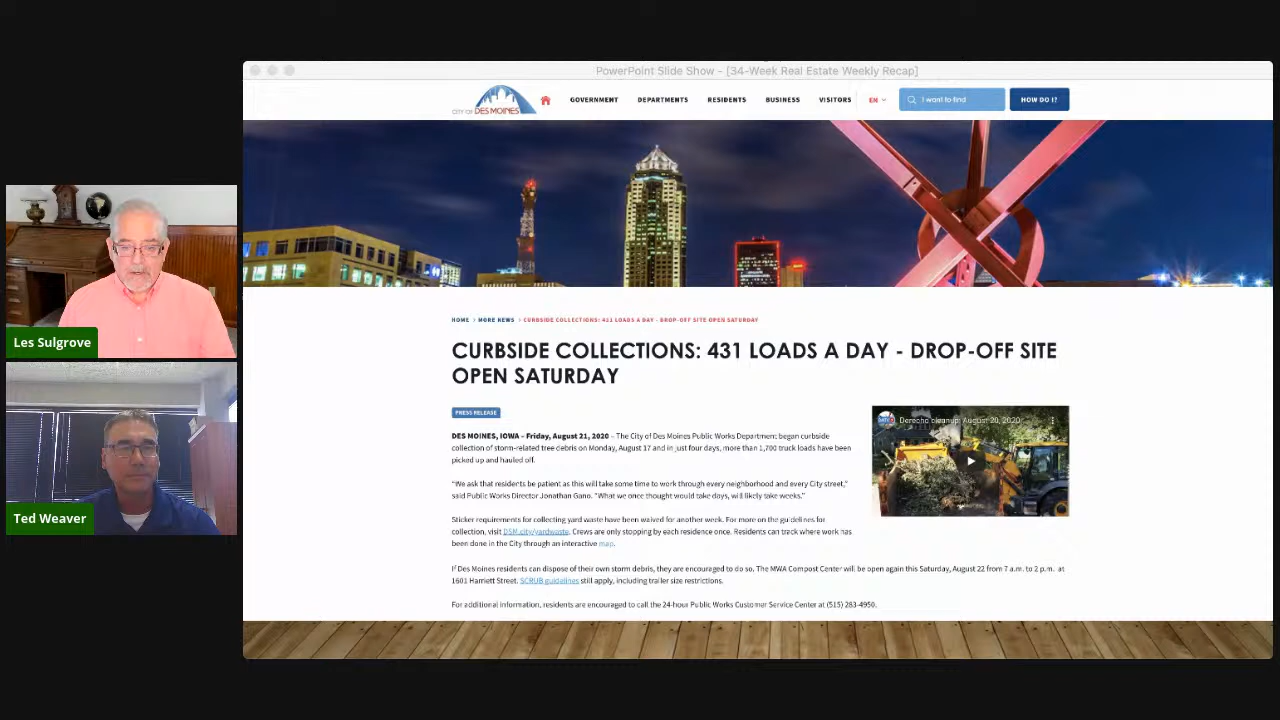 PowerPoint Slide Show - [34-Week Real Estate Weekly Recap]
CITY OF DES MOINES
GOVERNMENT DEPARTMENTS RESIDENTS BUSINESS VISITORS EN I want to find HOW DO I?
HOME > MORE NEWS > CURBSIDE COLLECTIONS: 431 LOADS A DAY - DROP-OFF SITE OPEN SATURDAY
CURBSIDE COLLECTIONS: 431 LOADS A DAY - DROP-OFF SITE
OPEN SATURDAY
PRESS RELEASE
DES MOINES, IOWA – Friday, August 21, 2020 – The City of Des Moines Public Works Department began curbside
collection of storm-related tree debris on Monday, August 17 and in just four days, more than 1,700 truck loads have been
picked up and hauled off.
"We ask that residents be patient as this will take some time to work through every neighborhood and every City street,"
said Public Works Director Jonathan Gano. "What we once thought would take days, will likely take weeks."
Sticker requirements for collecting yard waste have been waived for another week. For more on the guidelines for
collection, visit DSM.city/yardwaste. Crews are only stopping by each residence once. Residents can track where work has
been done in the City through an interactive map.
Derecho cleanup: August 20, 2020
If Des Moines residents can dispose of their own storm debris, they are encouraged to do so. The MWA Compost Center will be open again this Saturday, August 22 from 7 a.m. to 2 p.m. at
1601 Harriett Street. SCRUB guidelines still apply, including trailer size restrictions.
For additional information, residents are encouraged to call the 24-hour Public Works Customer Service Center at (515) 283-4950.
Les Sulgrove
Ted Weaver